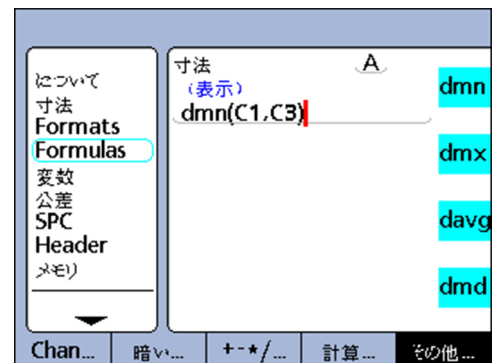 について
寸法
Formats
Formulas
変数
公差
SPC
Header
メモリ
寸法
A
（表示）
dmn(C1,C3)
dmn
dmx
davg
dmd
Chan...
暗い...
+-*/...
計算...
その他...